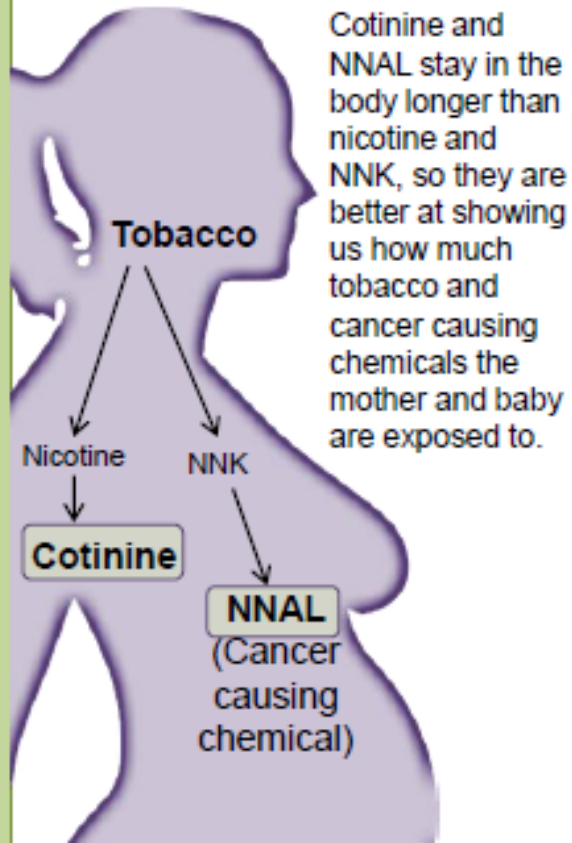 Cotinine and
NNAL stay in the
body longer than
nicotine and
NNK, so they are
better at showing
us how much
tobacco and
cancer causing
chemicals the
mother and baby
are exposed to.
Tobacco
Nicotine
NNK
Cotinine
NNAL
(Cancer
causing
chemical)